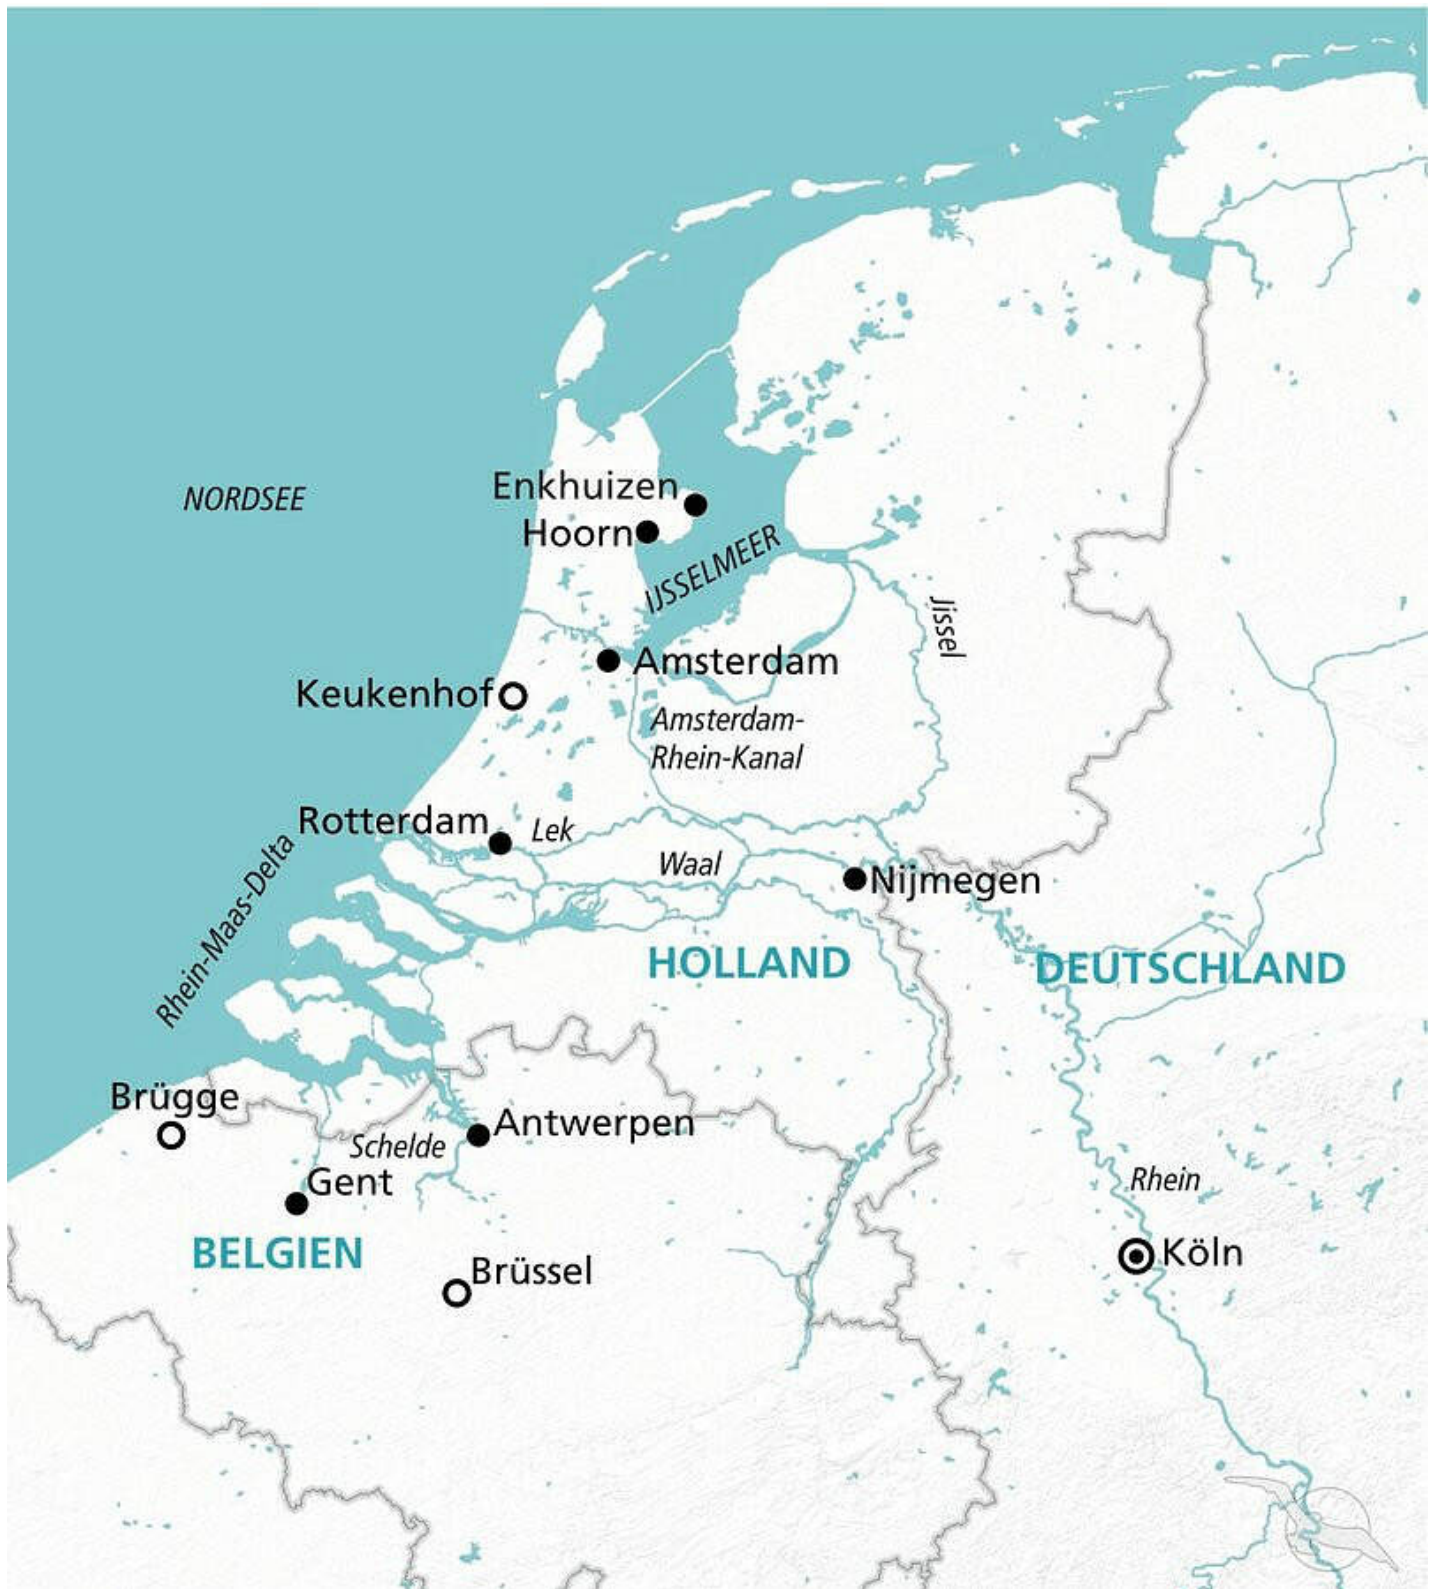 Enkhuizen
NORDSEE
Hoorn
IJSSELMEER
Jissel
Amsterdam
Keukenhof
Amsterdam-
Rhein-Kanal
Rotterdam
Lek
Waal
Nijmegen
Rhein-Maas-Delta
HOLLAND
DEUTSCHLAND
Brügge
Antwerpen
Schelde
Gent
Rhein
BELGIEN
Köln
Brüssel